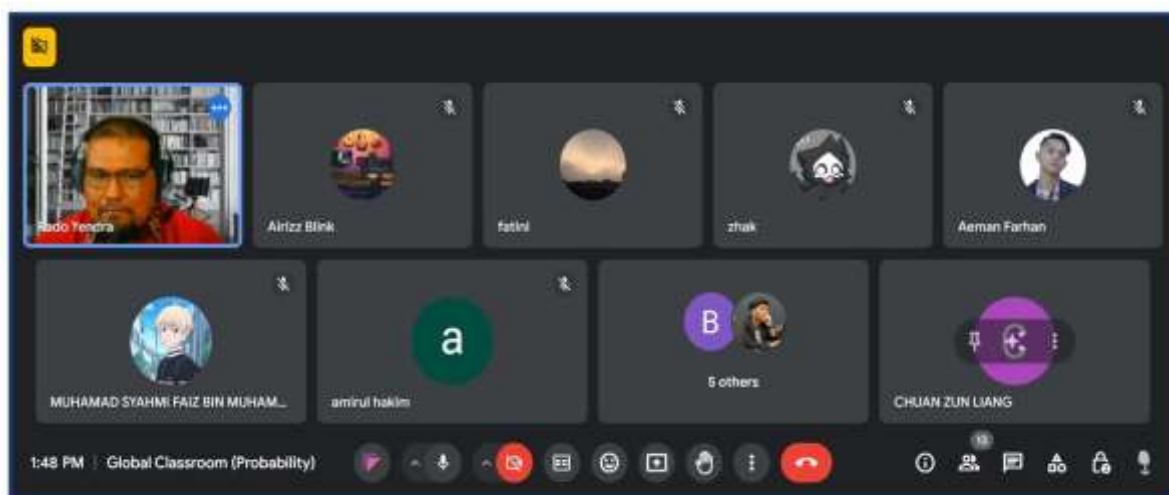 Rado Yendra
Airizz Blink
fatini
zhak
Aeman Farhan
MUHAMAD SYAHMI FAIZ BIN MUHAM...
a
amirul hakim
B
5 others
CHUAN ZUN LIANG
1:48 PM | Global Classroom (Probability)
13